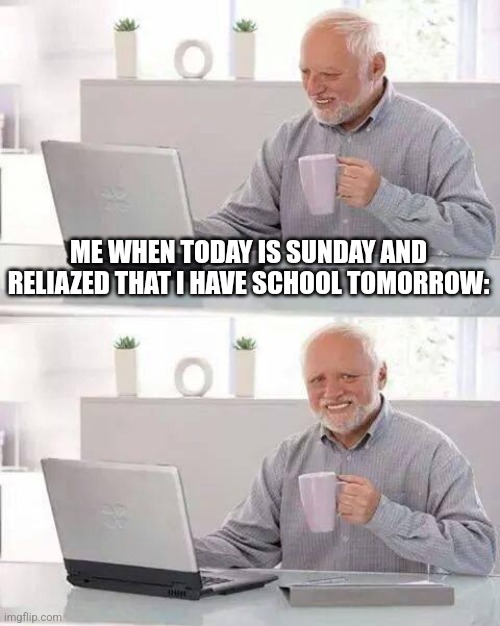 ME WHEN TODAY IS SUNDAY AND
RELIAZED THAT I HAVE SCHOOL TOMORROW:
imgflip.com